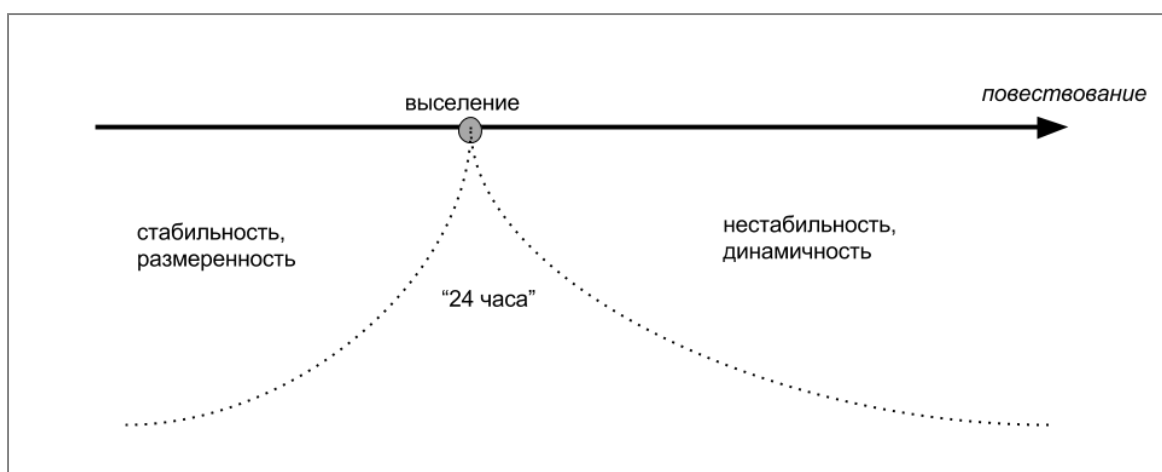 повествование
выселение
стабильность,
размеренность
нестабильность,
динамичность
“24 часа”